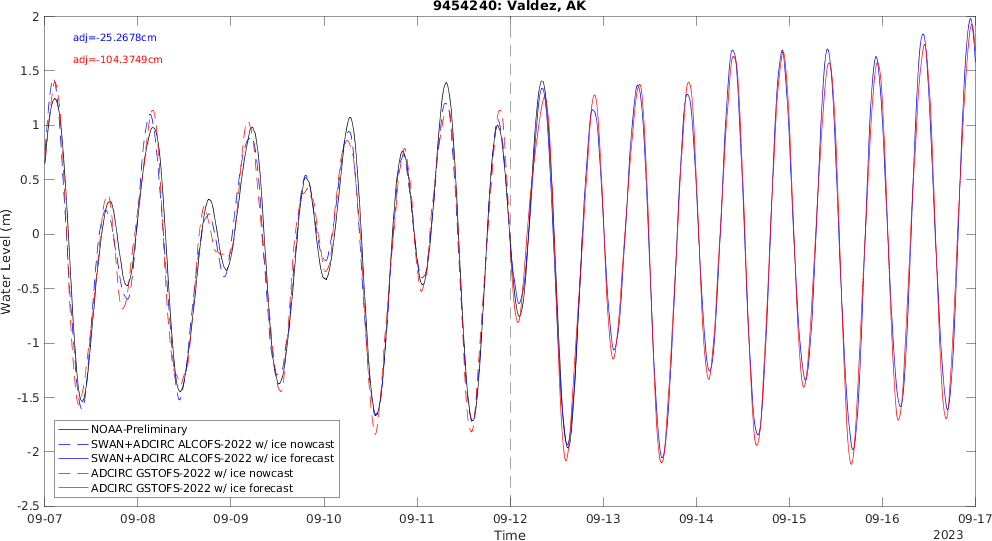 9454240: Valdez, AK
adj=-25.2678cm
adj=-104.3749cm
Water Level (m)
2
1.5
1
0.5
0
-0.5
-1
-1.5
-2
-2.5
NOAA-Preliminary
SWAN+ADCIRC ALCOFS-2022 w/ ice nowcast
SWAN+ADCIRC ALCOFS-2022 w/ ice forecast
ADCIRC GSTOFS-2022 w/ ice nowcast
ADCIRC GSTOFS-2022 w/ ice forecast
09-07 09-08 09-09 09-10 09-11 09-12 09-13 09-14 09-15 09-16 09-17
Time
2023